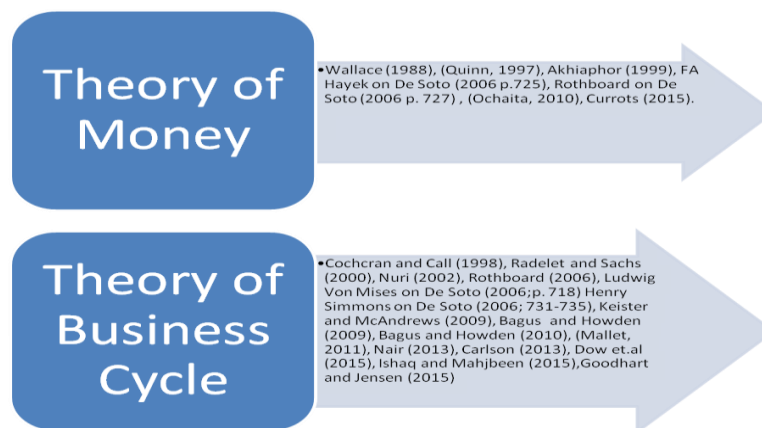 Theory of
Money
•Wallace (1988), (Quinn, 1997), Akhiaphor (1999), FA
Hayek on De Soto (2006 p.725), Rothboard on De
Soto (2006 p. 727) , (Ochaita, 2010), Currots (2015).
Theory of
Business
Cycle
•Cochcran and Call (1998), Radelet and Sachs
(2000), Nuri (2002), Rothboard (2006), Ludwig
Von Mises on De Soto (2006;p. 718) Henry
Simmons on De Soto (2006; 731-735), Keister
and McAndrews (2009), Bagus and Howden
(2009), Bagus and Howden (2010), (Mallet,
2011), Nair (2013), Carlson (2013), Dow et.al
(2015), Ishaq and Mahjbeen (2015),Goodhart
and Jensen (2015)